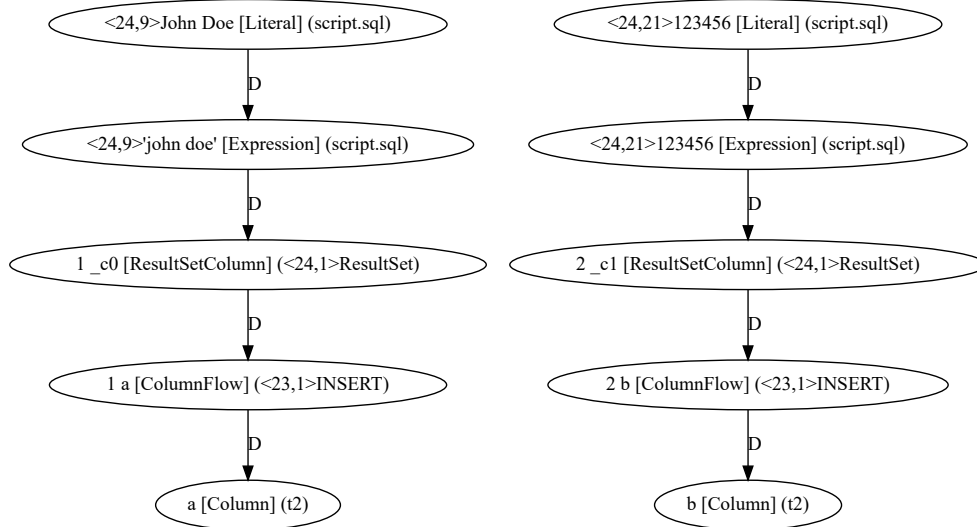 <24,9>John Doe [Literal] (script.sql)
<24,21>123456 [Literal] (script.sql)
D
D
<24,9>'john doe' [Expression] (script.sql)
<24,21>123456 [Expression] (script.sql)
D
D
1 _c0 [ResultSetColumn] (<24,1>ResultSet)
2 _c1 [ResultSetColumn] (<24,1>ResultSet)
D
D
1 a [ColumnFlow] (<23,1>INSERT)
2 b [ColumnFlow] (<23,1>INSERT)
D
D
a [Column] (t2)
b [Column] (t2)